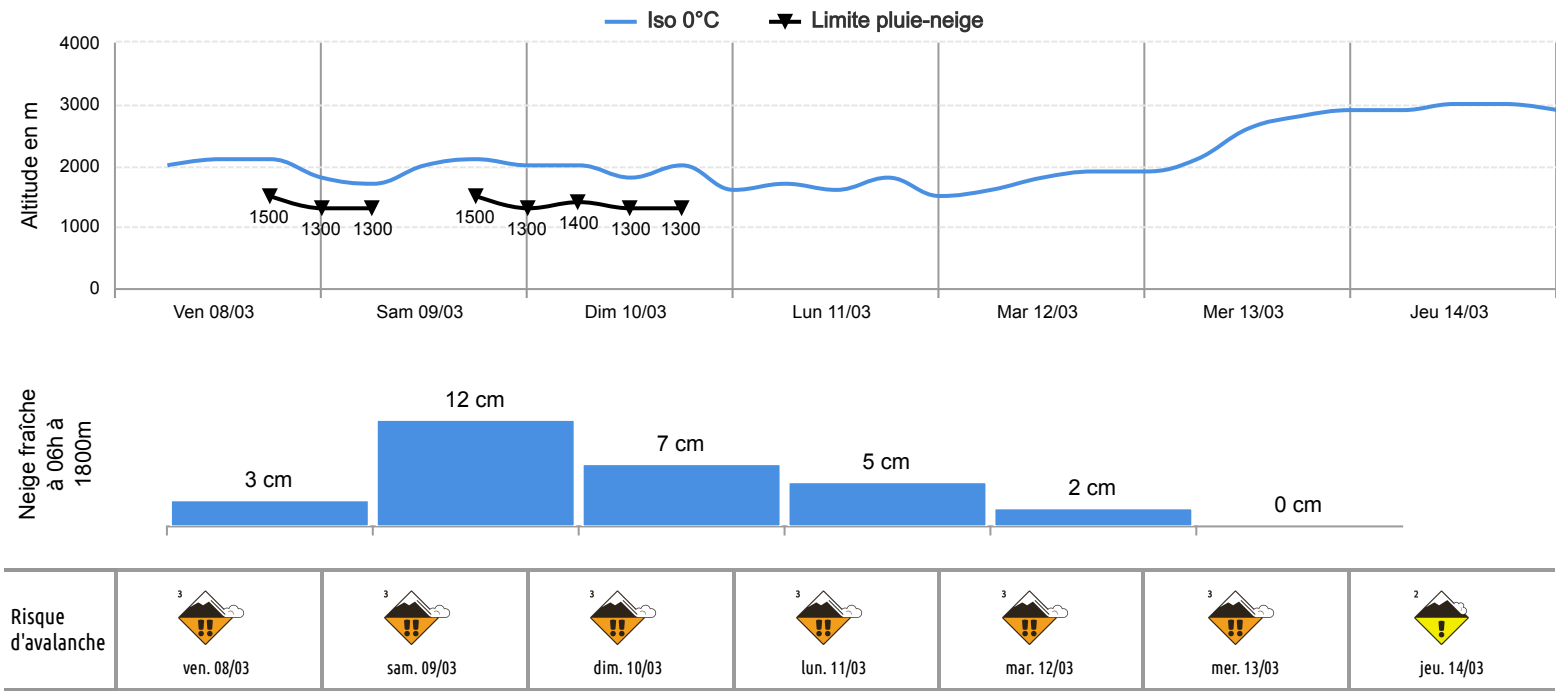 Iso 0°C Limite pluie-neige
Altitude en m
4000
3000
2000
1000
0
1500 1300 1300 1500 1300 1400 1300 1300
Ven 08/03 Sam 09/03 Dim 10/03 Lun 11/03 Mar 12/03 Mer 13/03 Jeu 14/03
Neige fraîche
à 06h à
1800m
3 cm 12 cm 7 cm 5 cm 2 cm 0 cm
Risque
d'avalanche
3 3 3 3 3 3 2
!! !! !! !! !! !! !
ven. 08/03 sam. 09/03 dim. 10/03 lun. 11/03 mar. 12/03 mer. 13/03 jeu. 14/03